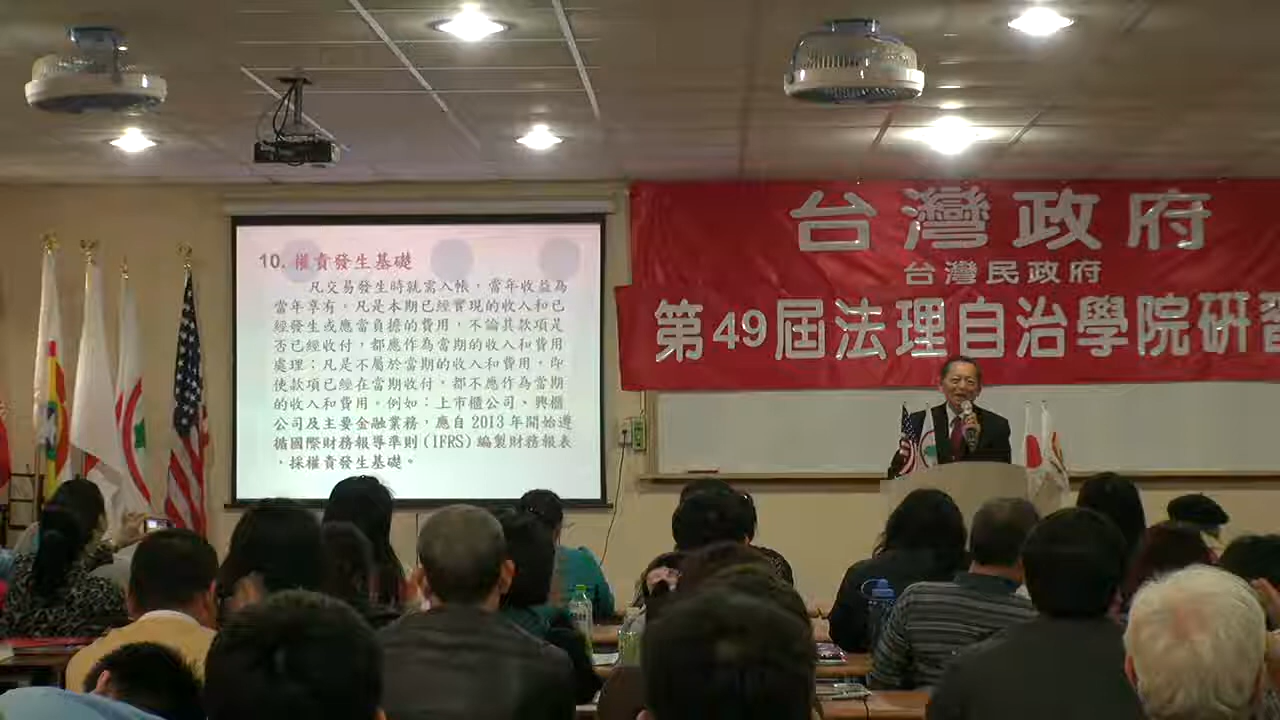 10. 權責發生基礎
凡交易發生時就需入帳，當年收益為
當年享有。凡是本期已經實現的收入和已
經發生或應當負擔的費用，不論其款項是
否已經收付，都應作為當期的收入和費用
處理；凡是不屬於當期的收入和費用，即
使款項已經在當期收付，都不應作為當期
的收入和費用。例如：上市櫃公司、興櫃
公司及主要金融業務，應自2013年開始遵
循國際財務報導準則(IFRS)編製財務報表
，採權責發生基礎。
台灣政府
台灣民政府
第49屆法理自治學院研習